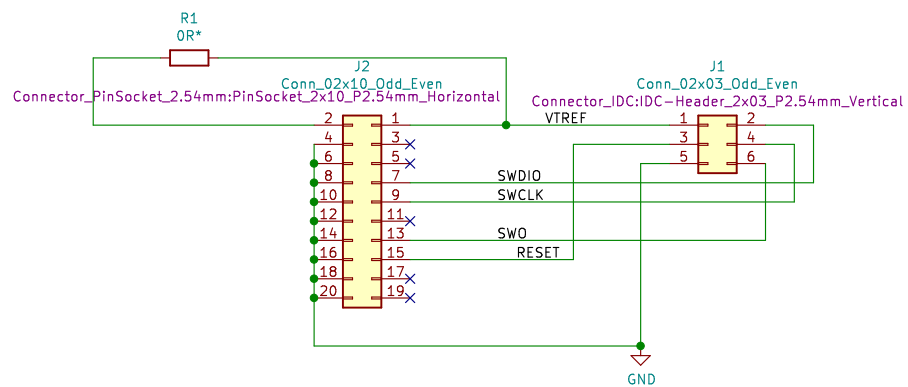 R1
0R*
J2
Conn_02x10_Odd_Even
Connector_PinSocket_2.54mm:PinSocket_2x10_P2.54mm_Horizontal
J1
Conn_02x03_Odd_Even
Connector_IDC:IDC-Header_2x03_P2.54mm_Vertical
2 1 VTREF 1 2
4 3 3 4
6 5 5 6
8 7 SWDIO
10 9 SWCLK
12 11
14 13 SWO
16 15 RESET
18 17
20 19
GND